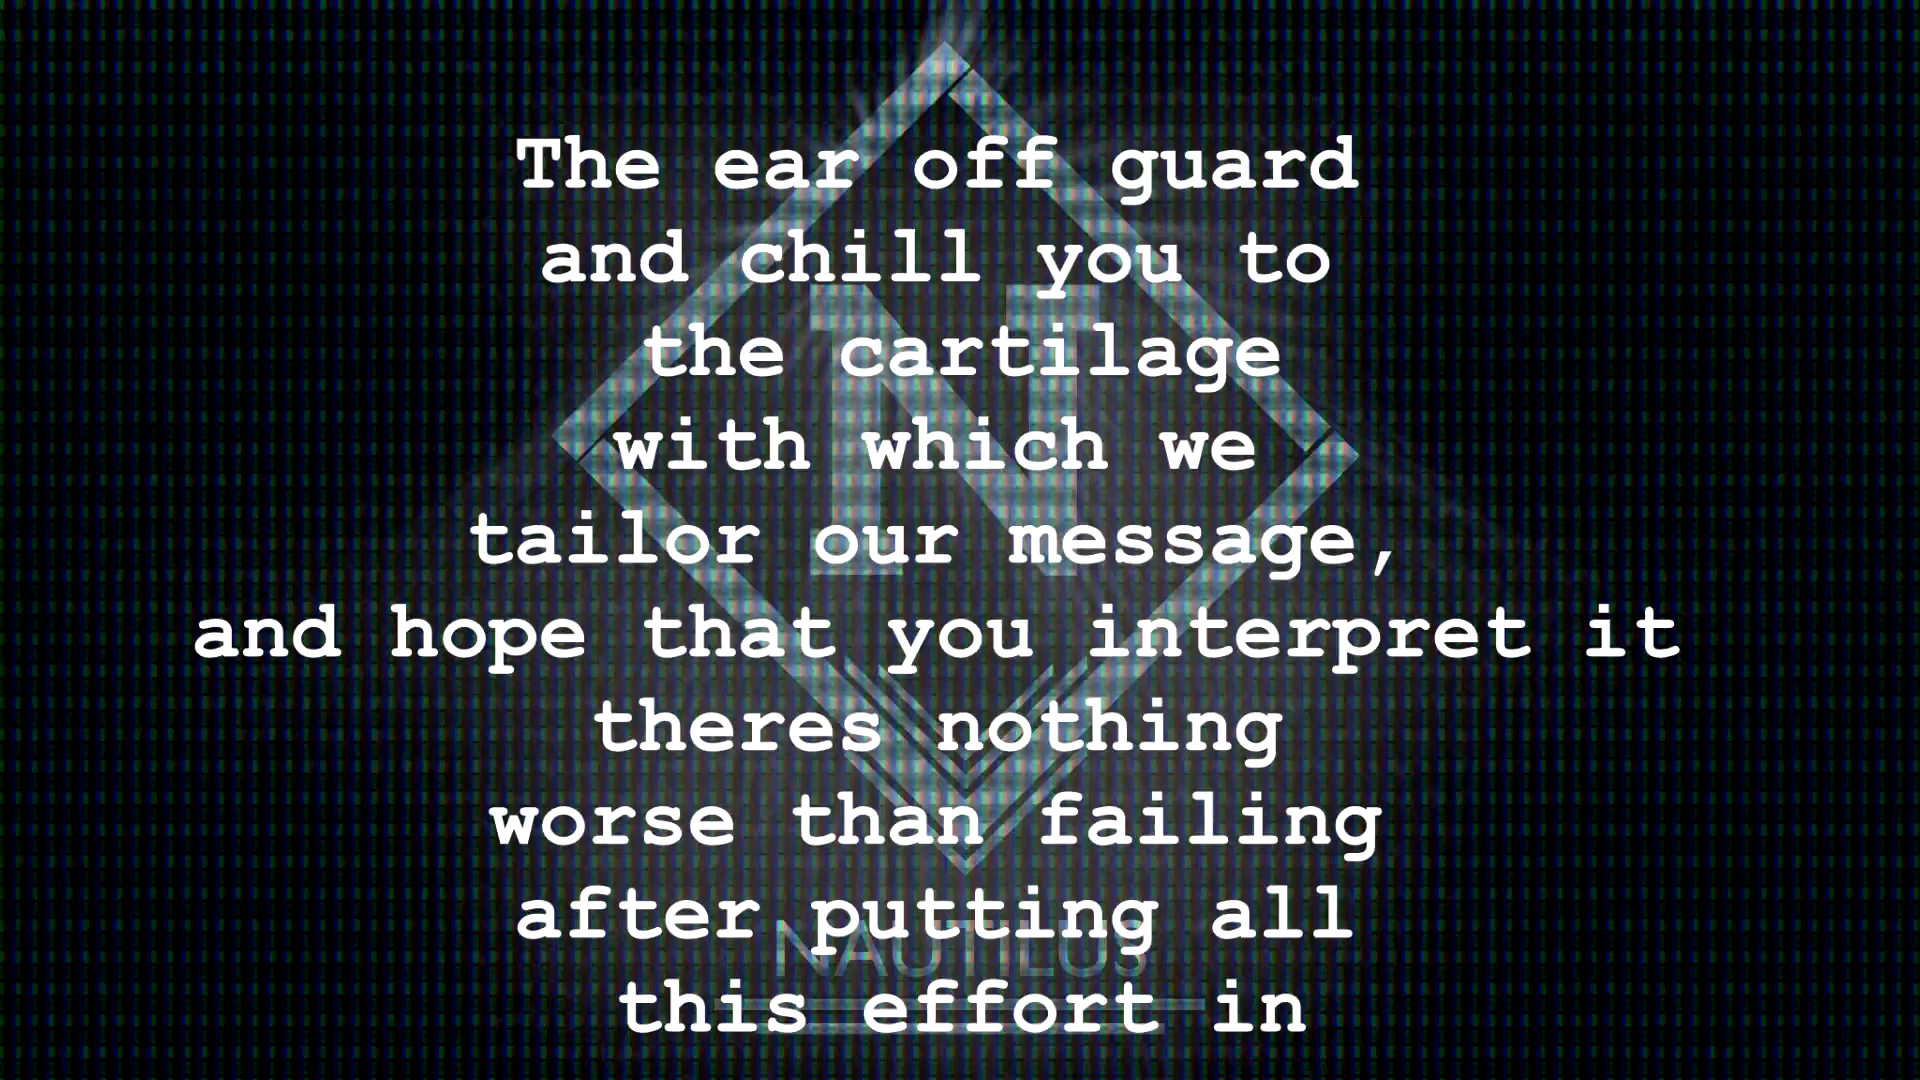 The ear off guard
and chill you to
the cartilage
with which we
tailor our message,
and hope that you interpret it
theres nothing
worse than failing
after putting all
this effort in
N
NAUTILUS